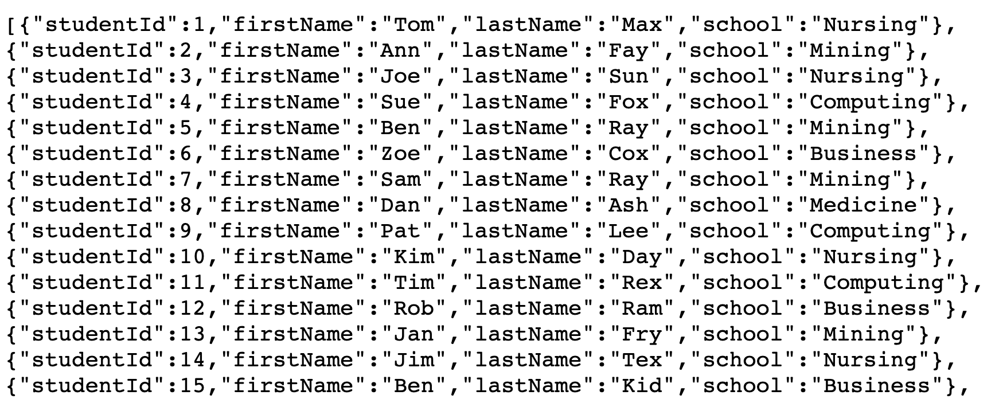 [{"studentId":1,"firstName":"Tom","lastName":"Max","school":"Nursing"},
{"studentId":2,"firstName":"Ann","lastName":"Fay","school":"Mining"},
{"studentId":3,"firstName":"Joe","lastName":"Sun","school":"Nursing"},
{"studentId":4,"firstName":"Sue","lastName":"Fox","school":"Computing"},
{"studentId":5,"firstName":"Ben","lastName":"Ray","school":"Mining"},
{"studentId":6,"firstName":"Zoe","lastName":"Cox","school":"Business"},
{"studentId":7,"firstName":"Sam","lastName":"Ray","school":"Mining"},
{"studentId":8,"firstName":"Dan","lastName":"Ash","school":"Medicine"},
{"studentId":9,"firstName":"Pat","lastName":"Lee","school":"Computing"},
{"studentId":10,"firstName":"Kim","lastName":"Day","school":"Nursing"},
{"studentId":11,"firstName":"Tim","lastName":"Rex","school":"Computing"},
{"studentId":12,"firstName":"Rob","lastName":"Ram","school":"Business"},
{"studentId":13,"firstName":"Jan","lastName":"Fry","school":"Mining"},
{"studentId":14,"firstName":"Jim","lastName":"Tex","school":"Nursing"},
{"studentId":15,"firstName":"Ben","lastName":"Kid","school":"Business"},